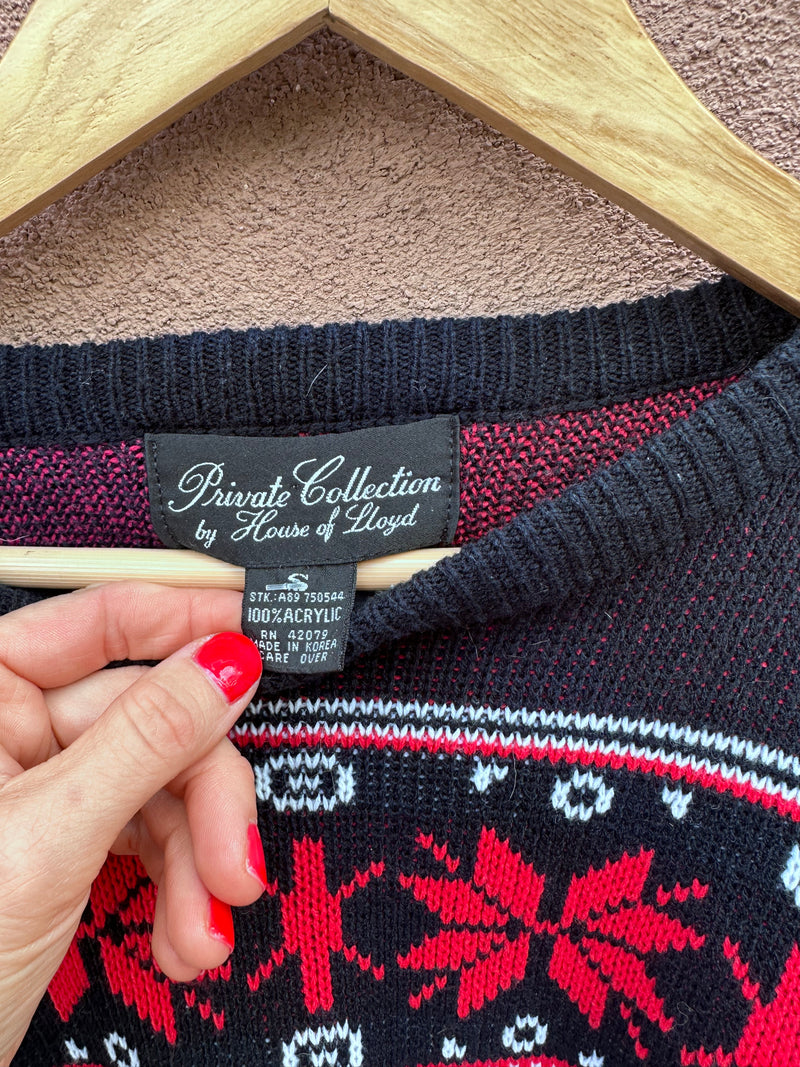 Private Collection
by House of Lloyd
S
STK.:A89 750544
100% ACRYLIC
RN 42079
MADE IN KOREA
CARE OVER